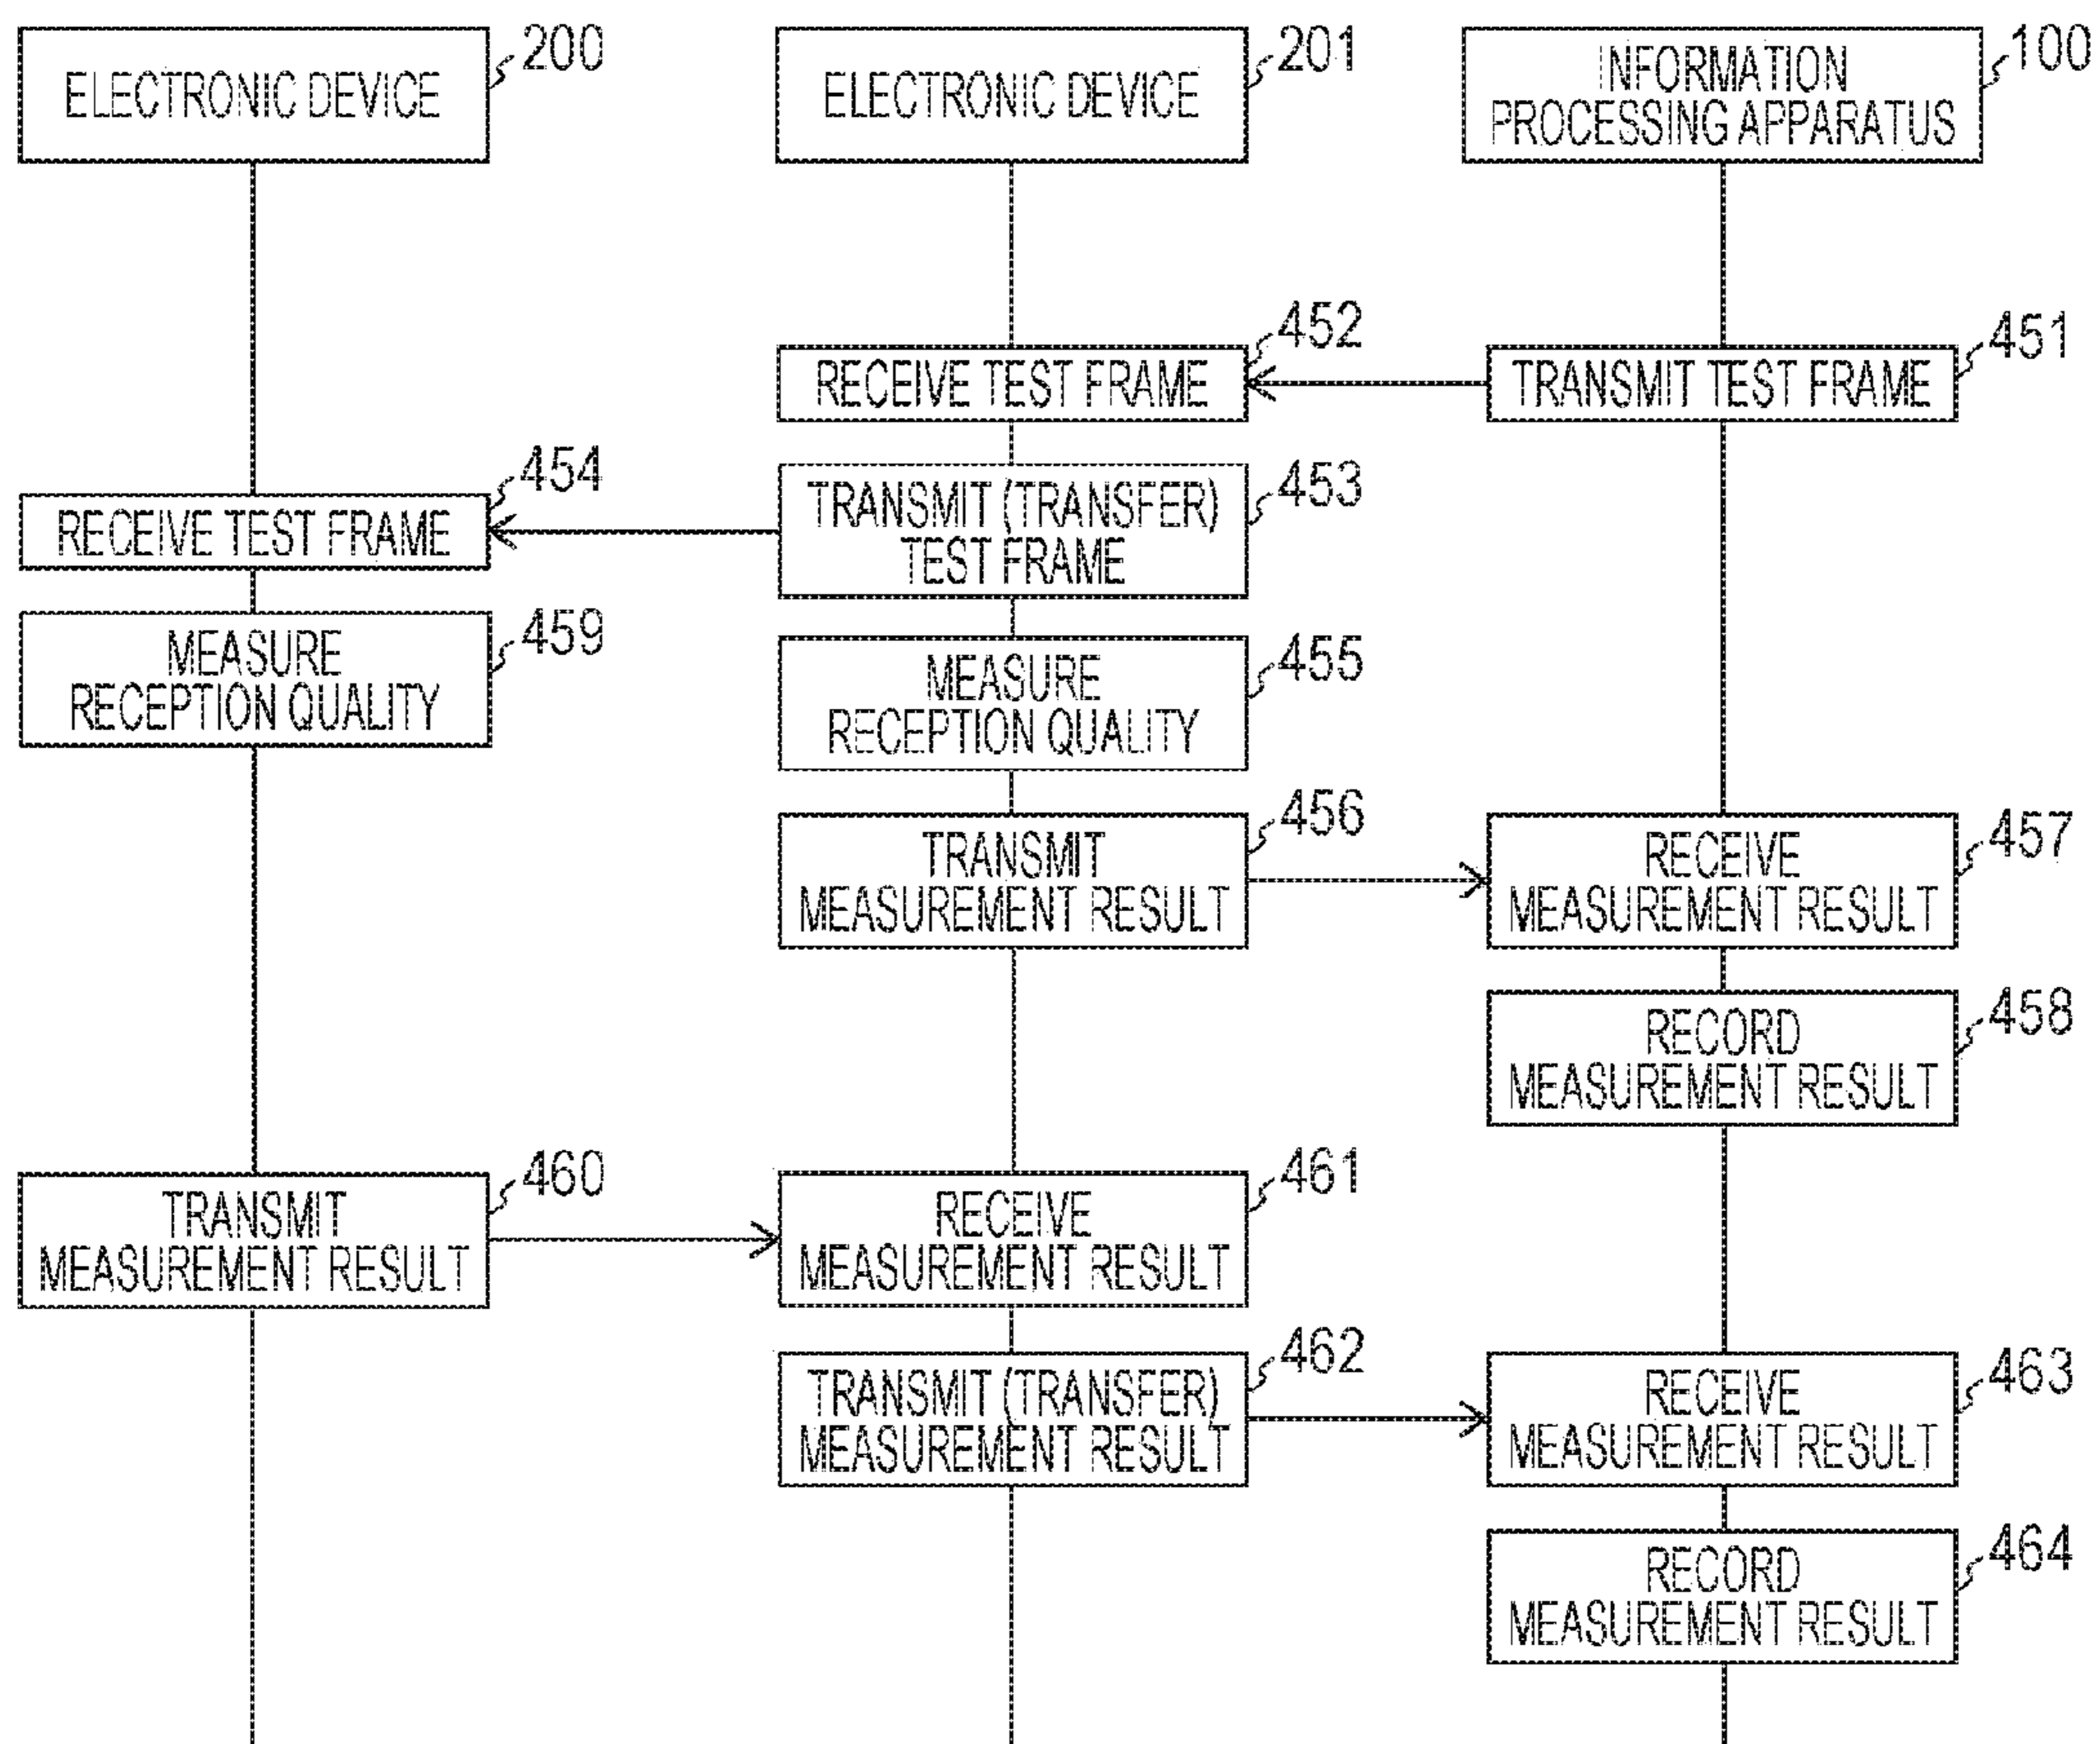 ELECTRONIC DEVICE
200
ELECTRONIC DEVICE
201
INFORMATION
PROCESSING APPARATUS
100
RECEIVE TEST FRAME
452
TRANSMIT TEST FRAME
451
RECEIVE TEST FRAME
454
TRANSMIT (TRANSFER)
TEST FRAME
453
MEASURE
RECEPTION QUALITY
459
MEASURE
RECEPTION QUALITY
455
TRANSMIT
MEASUREMENT RESULT
456
RECEIVE
MEASUREMENT RESULT
457
RECORD
MEASUREMENT RESULT
458
TRANSMIT
MEASUREMENT RESULT
460
RECEIVE
MEASUREMENT RESULT
461
TRANSMIT (TRANSFER)
MEASUREMENT RESULT
462
RECEIVE
MEASUREMENT RESULT
463
RECORD
MEASUREMENT RESULT
464